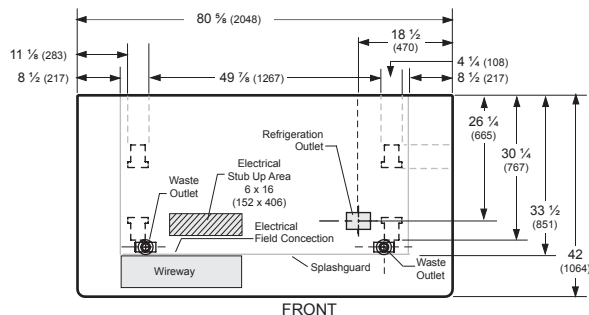 80 ⅝ (2048)
18 ½
(470)
11 ⅛ (283)
4 ¼ (108)
8 ½ (217)
49 ⅞ (1267)
8 ½ (217)
26 ¼
(665)
Refrigeration
Outlet
30 ¼
(767)
Electrical
Stub Up Area
6 x 16
(152 x 406)
Waste
Outlet
33 ½
(851)
Electrical
Field Concection
42
(1064)
Wireway
Splashguard
Waste
Outlet
FRONT